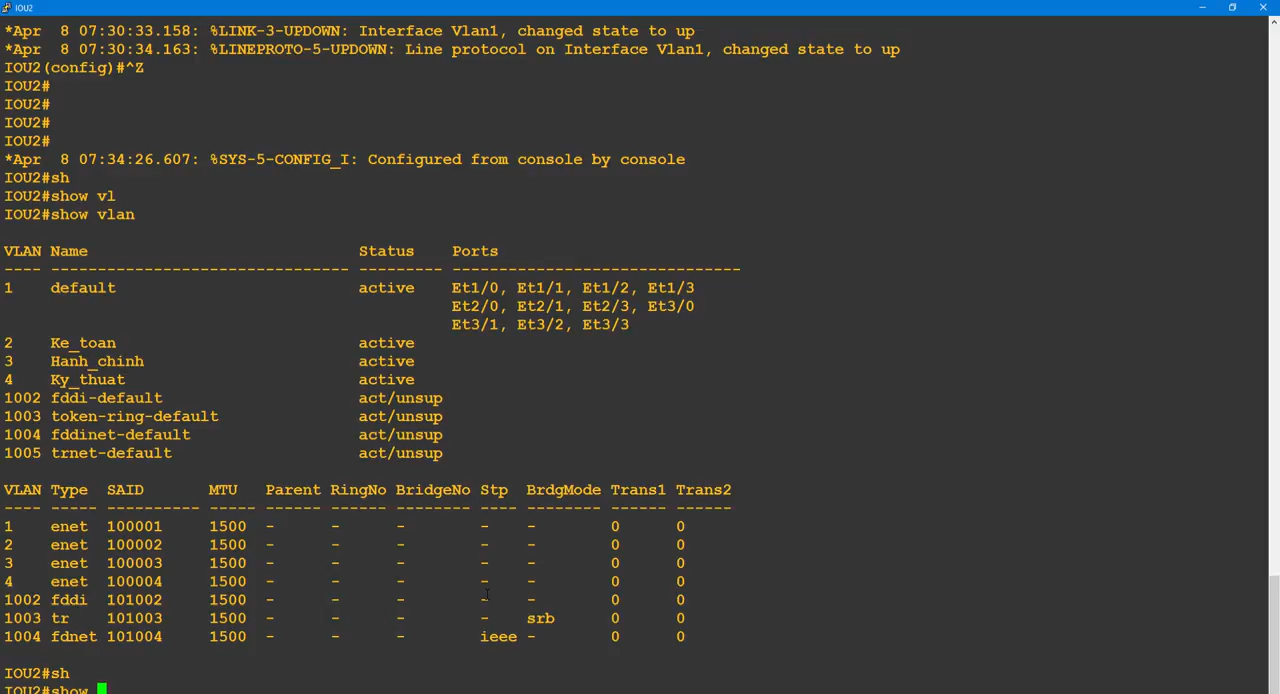 IOU2
*Apr  8 07:30:33.158: %LINK-3-UPDOWN: Interface Vlan1, changed state to up
*Apr  8 07:30:34.163: %LINEPROTO-5-UPDOWN: Line protocol on Interface Vlan1, changed state to up
IOU2(config)#^Z
IOU2#
IOU2#
IOU2#
IOU2#
*Apr  8 07:34:26.607: %SYS-5-CONFIG_I: Configured from console by console
IOU2#sh
IOU2#show vl
IOU2#show vlan
VLAN Name                             Status    Ports
---- -------------------------------- --------- -------------------------------
1    default                          active    Et1/0, Et1/1, Et1/2, Et1/3
                                                Et2/0, Et2/1, Et2/3, Et3/0
                                                Et3/1, Et3/2, Et3/3
2    Ke_toan                          active
3    Hanh_chinh                       active
4    Ky_thuat                         active
1002 fddi-default                     act/unsup
1003 token-ring-default               act/unsup
1004 fddinet-default                  act/unsup
1005 trnet-default                    act/unsup
VLAN Type  SAID       MTU   Parent RingNo BridgeNo Stp  BrdgMode Trans1 Trans2
---- ----- ---------- ----- ------ ------ -------- ---- -------- ------ ------
1    enet  100001     1500  -      -      -        -    -        0      0
2    enet  100002     1500  -      -      -        -    -        0      0
3    enet  100003     1500  -      -      -        -    -        0      0
4    enet  100004     1500  -      -      -        -    -        0      0
1002 fddi  101002     1500  -      -      -        -    -        0      0
1003 tr    101003     1500  -      -      -        -    srb      0      0
1004 fdnet 101004     1500  -      -      -        ieee -        0      0
IOU2#sh
IOU2#show